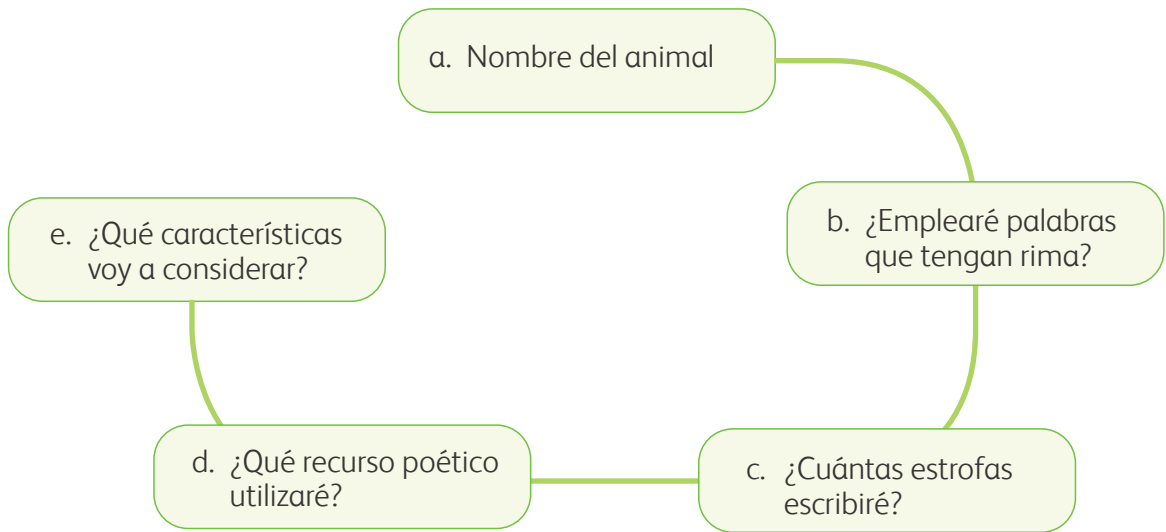 a. Nombre del animal
b. ¿Emplearé palabras
que tengan rima?
c. ¿Cuántas estrofas
escribiré?
d. ¿Qué recurso poético
utilizaré?
e. ¿Qué características
voy a considerar?